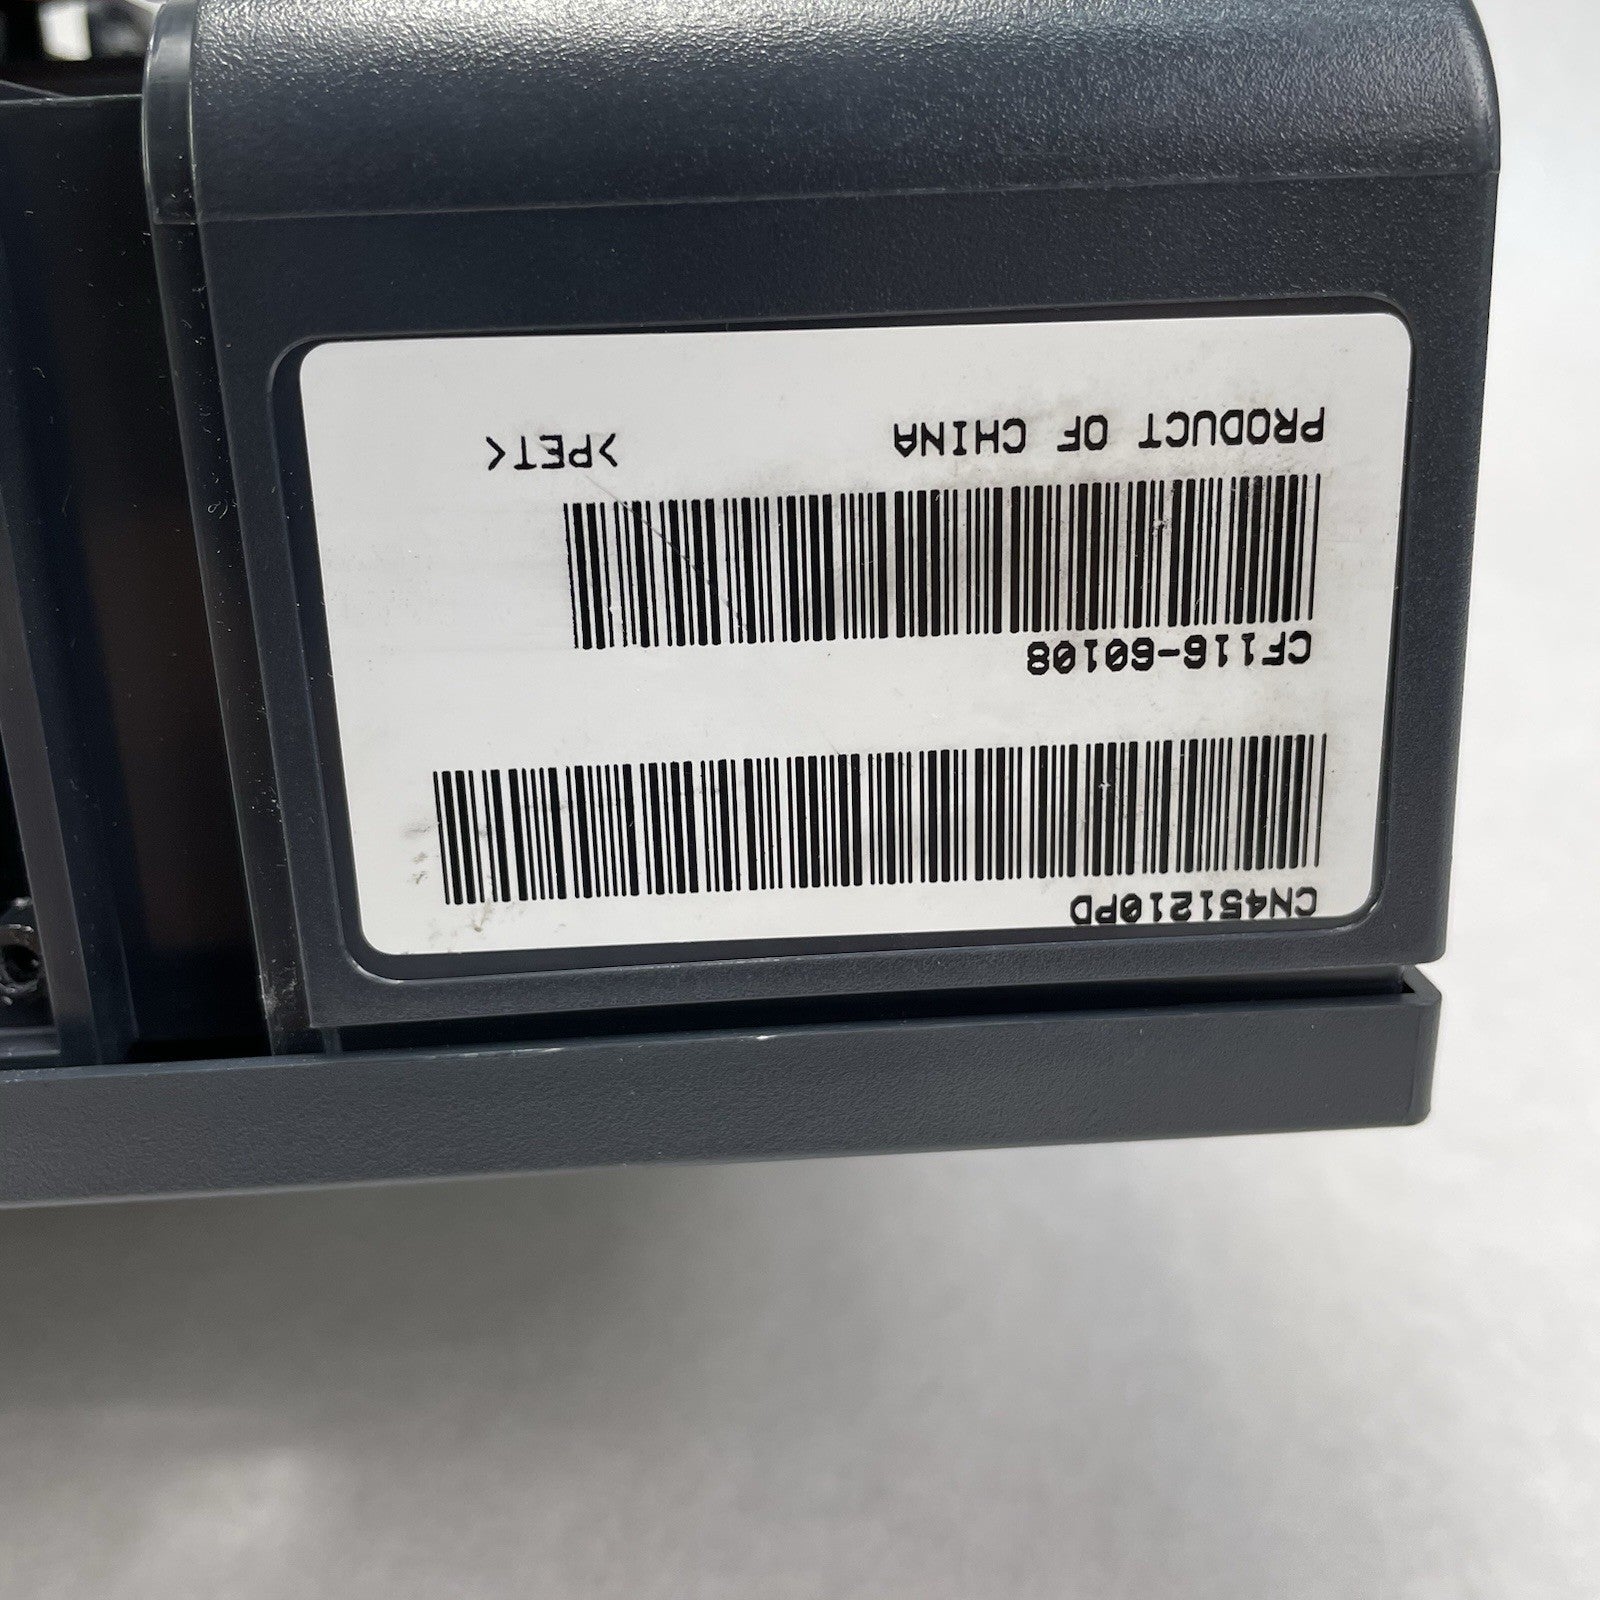 CN451210PD
CF116-60108
PRODUCT OF CHINA >PET<